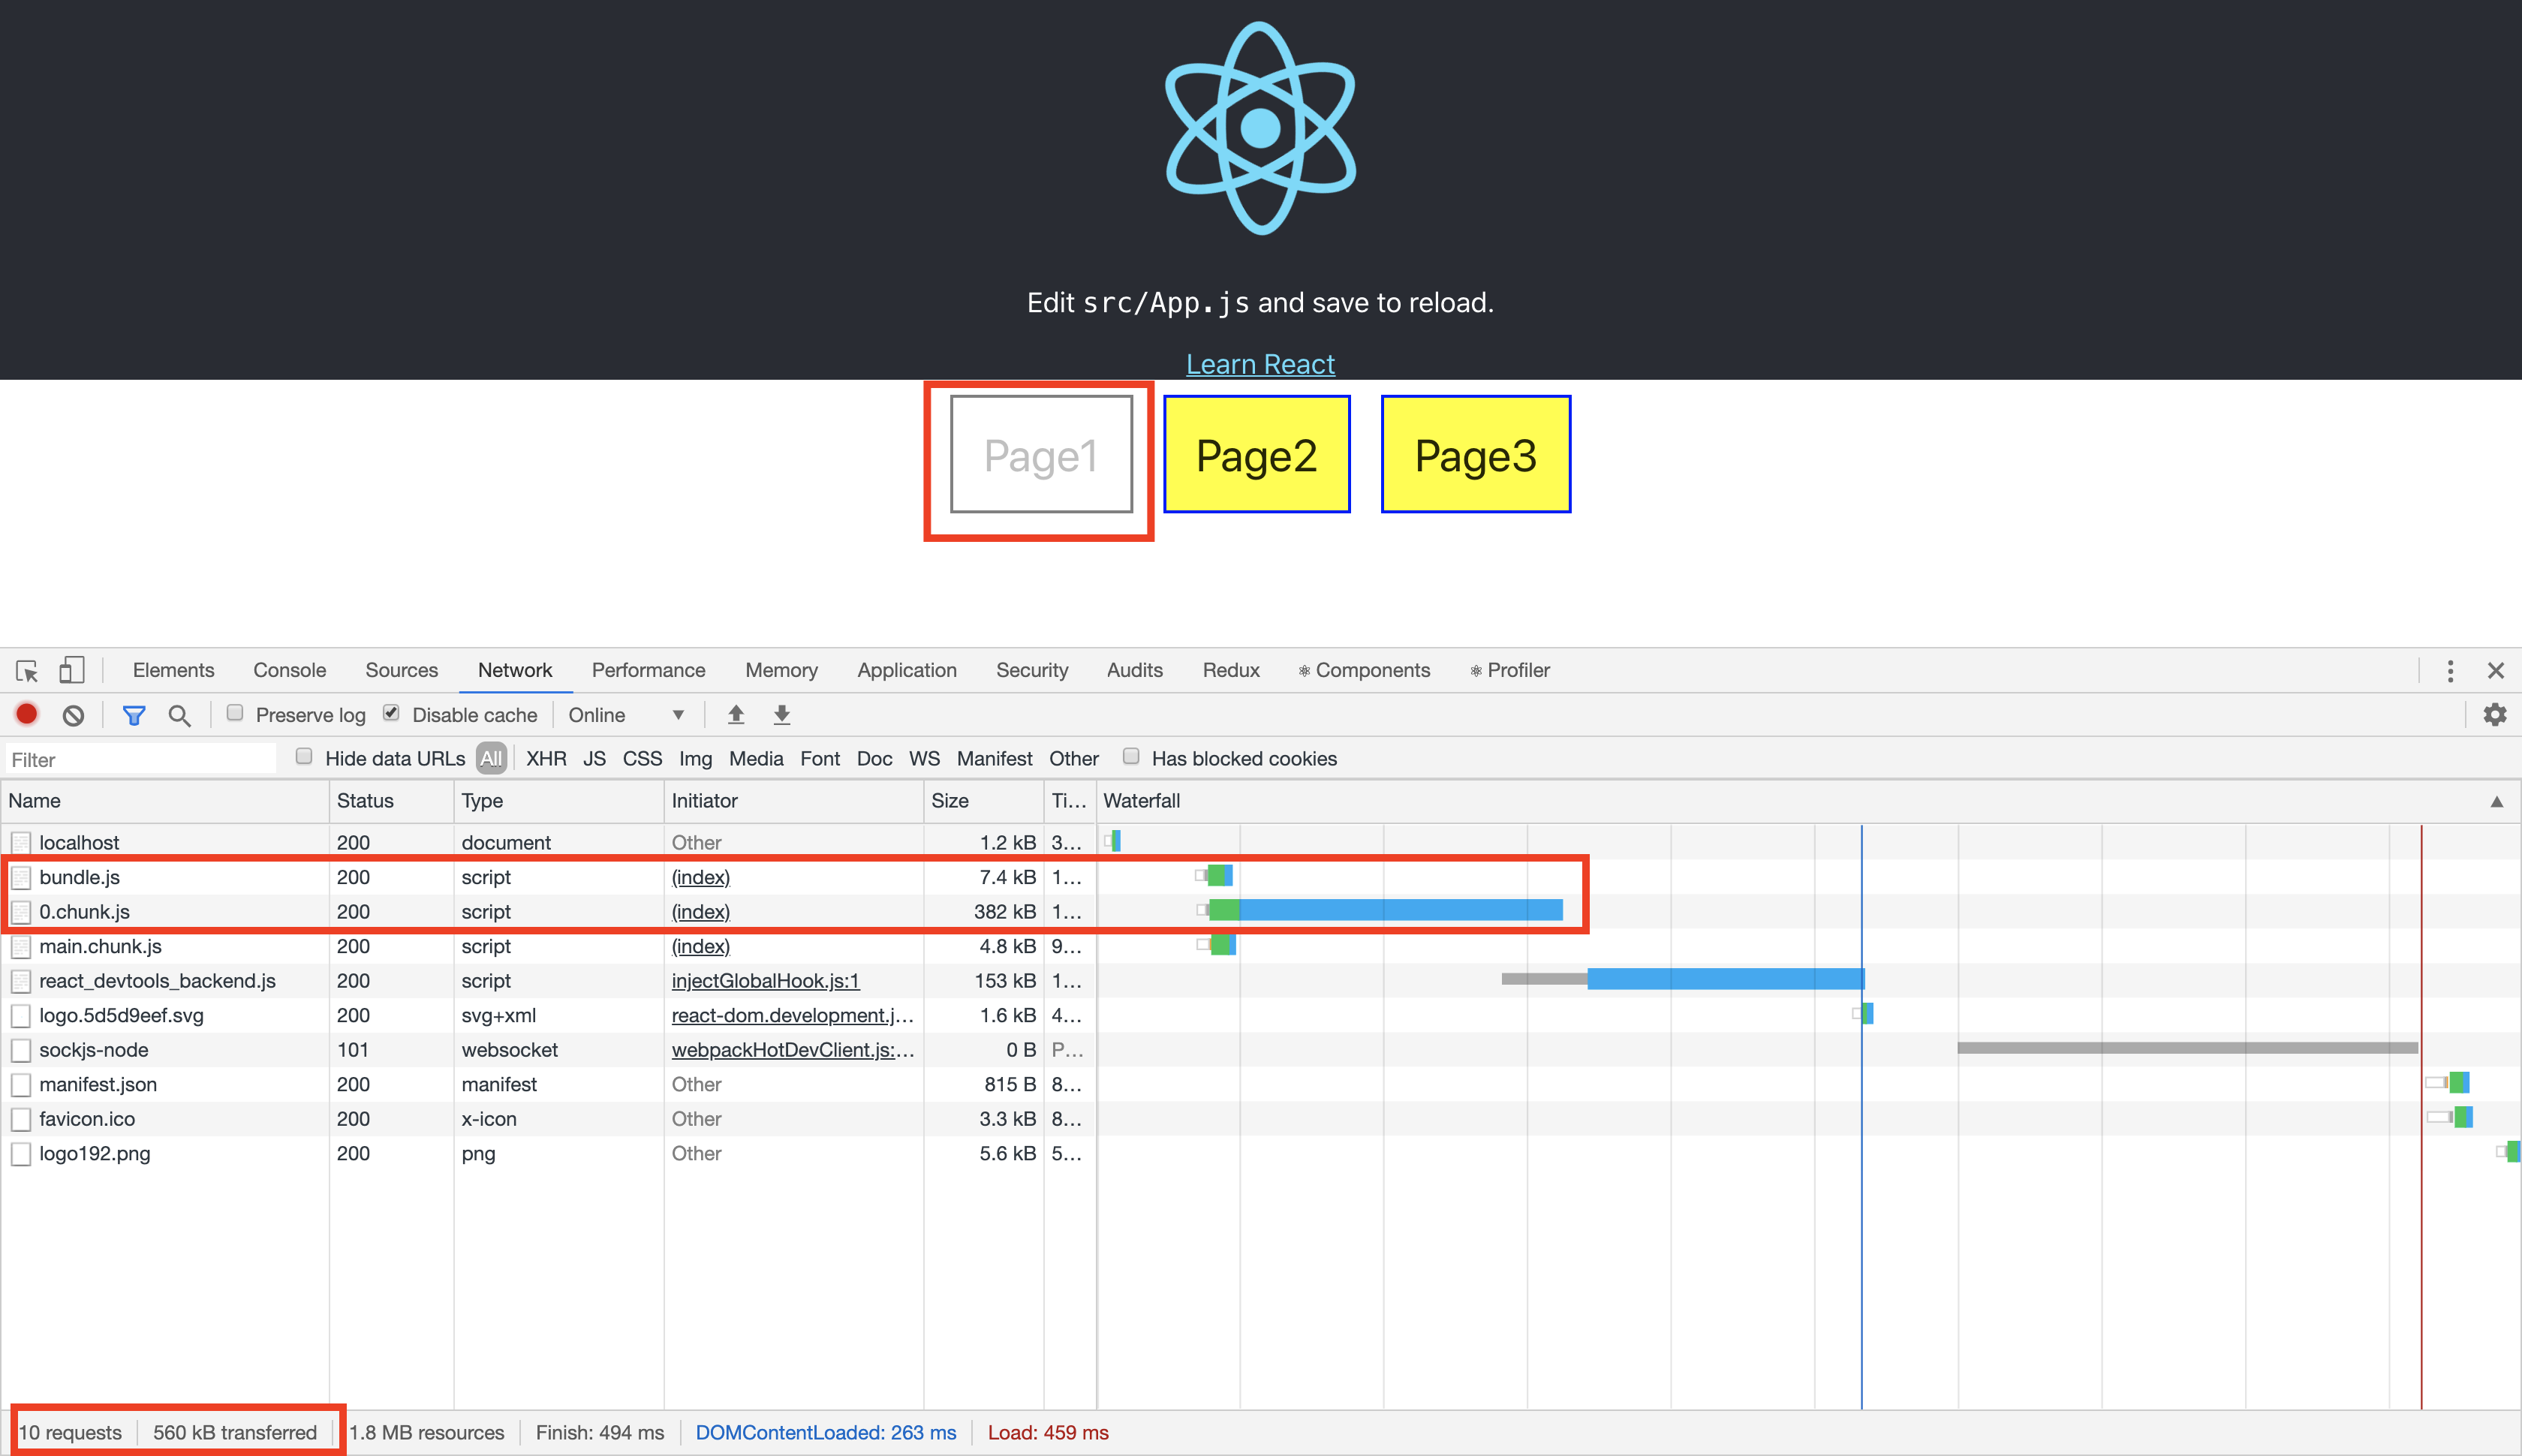 Edit src/App.js and save to reload.
Learn React
Page1 Page2 Page3
Elements Console Sources Network Performance Memory Application Security Audits Redux ⚛ Components ⚛ Profiler
Preserve log Disable cache Online
Filter Hide data URLs All XHR JS CSS Img Media Font Doc WS Manifest Other Has blocked cookies
Name Status Type Initiator Size Ti... Waterfall
localhost 200 document Other 1.2 kB 3...
bundle.js 200 script (index) 7.4 kB 1...
0.chunk.js 200 script (index) 382 kB 1...
main.chunk.js 200 script (index) 4.8 kB 9...
react_devtools_backend.js 200 script injectGlobalHook.js:1 153 kB 1...
logo.5d5d9eef.svg 200 svg+xml react-dom.development.j... 1.6 kB 4...
sockjs-node 101 websocket webpackHotDevClient.js:... 0 B P...
manifest.json 200 manifest Other 815 B 8...
favicon.ico 200 x-icon Other 3.3 kB 8...
logo192.png 200 png Other 5.6 kB 5...
10 requests 560 kB transferred 1.8 MB resources Finish: 494 ms DOMContentLoaded: 263 ms Load: 459 ms